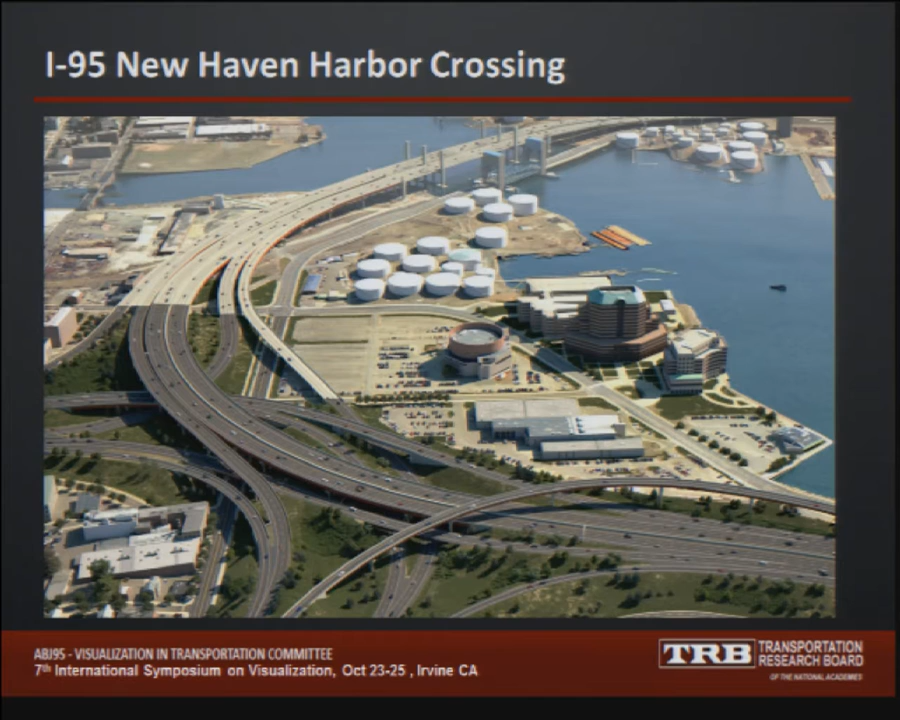 I-95 New Haven Harbor Crossing
ABJ95 - VISUALIZATION IN TRANSPORTATION COMMITTEE
7th International Symposium on Visualization, Oct 23-25 , Irvine CA
TRB
TRANSPORTATION
RESEARCH BOARD
OF THE NATIONAL ACADEMIES